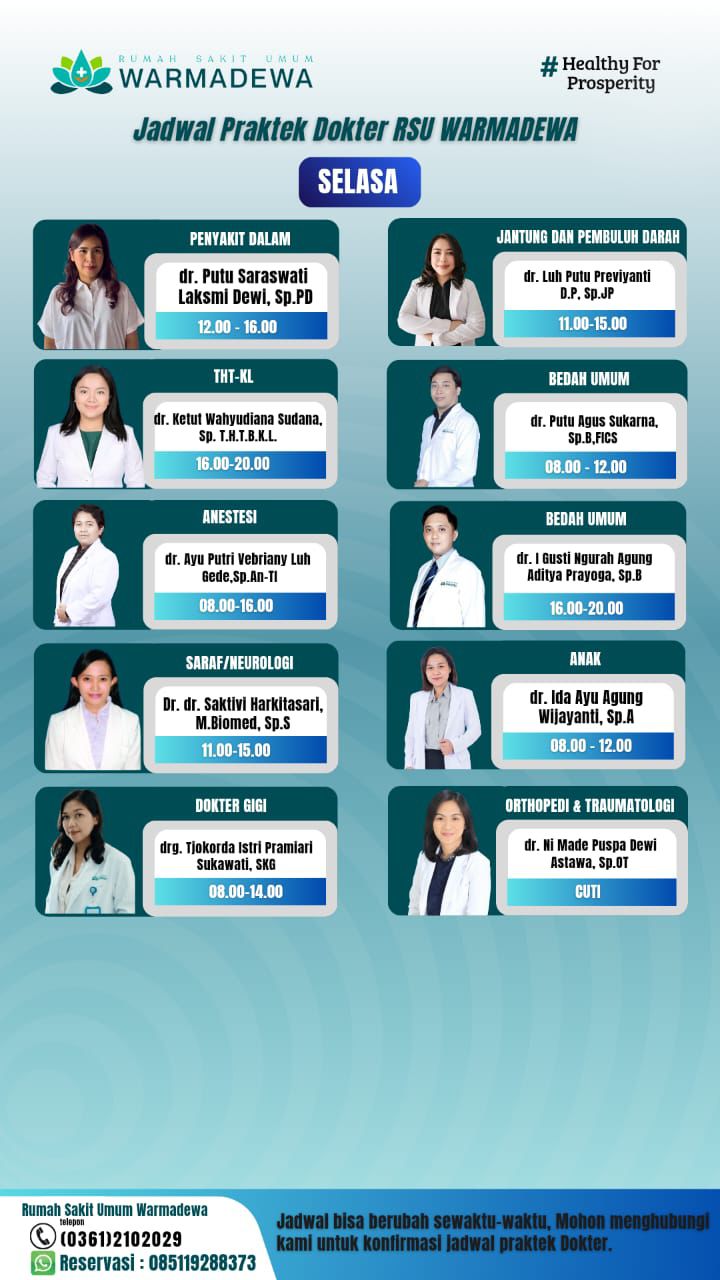 RUMAH SAKIT UMUM
WARMADEWA
# Healthy For
Prosperity
Jadwal Praktek Dokter RSU WARMADEWA
SELASA
PENYAKIT DALAM
dr. Putu Saraswati
Laksmi Dewi, Sp.PD
12.00 - 16.00
JANTUNG DAN PEMBULUH DARAH
dr. Luh Putu Previyanti
D.P, Sp.JP
11.00-15.00
THT-KL
dr. Ketut Wahyudiana Sudana,
Sp. T.H.T.B.K.L.
16.00-20.00
BEDAH UMUM
dr. Putu Agus Sukarna,
Sp.B,FICS
08.00 - 12.00
ANESTESI
dr. Ayu Putri Vebriany Luh
Gede,Sp.An-TI
08.00-16.00
BEDAH UMUM
dr. I Gusti Ngurah Agung
Aditya Prayoga, Sp.B
16.00-20.00
SARAF/NEUROLOGI
Dr. dr. Saktivi Harkitasari,
M.Biomed, Sp.S
11.00-15.00
ANAK
dr. Ida Ayu Agung
Wijayanti, Sp.A
08.00 - 12.00
DOKTER GIGI
drg. Tjokorda Istri Pramiari
Sukawati, SKG
08.00-14.00
ORTHOPEDI & TRAUMATOLOGI
dr. Ni Made Puspa Dewi
Astawa, Sp.OT
CUTI
Rumah Sakit Umum Warmadewa
telepon
(0361)2102029
Reservasi : 085119288373
Jadwal bisa berubah sewaktu-waktu, Mohon menghubungi
kami untuk konfirmasi jadwal praktek Dokter.